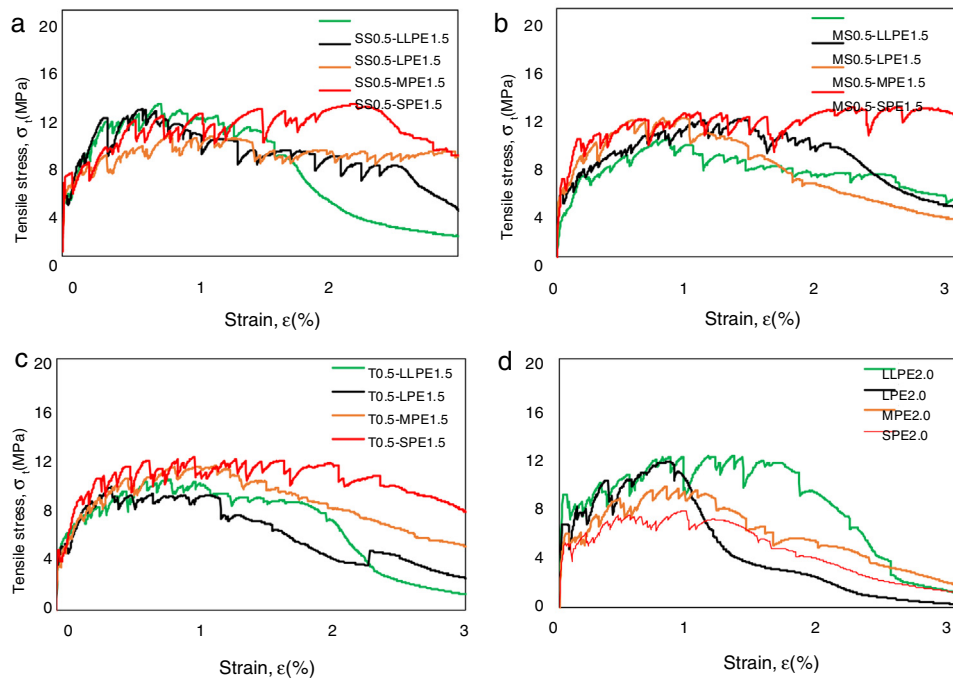 a
20
16
12
8
4
0
Tensile stress, σt(MPa)
SS0.5-LLPE1.5
SS0.5-LPE1.5
SS0.5-MPE1.5
SS0.5-SPE1.5
0 1 2
Strain, ε(%)
b
20
16
12
8
4
0
Tensile stress, σt(MPa)
MS0.5-LLPE1.5
MS0.5-LPE1.5
MS0.5-MPE1.5
MS0.5-SPE1.5
0 1 2 3
Strain, ε(%)
c
20
16
12
8
4
0
Tensile stress, σt(MPa)
T0.5-LLPE1.5
T0.5-LPE1.5
T0.5-MPE1.5
T0.5-SPE1.5
0 1 2 3
Strain, ε(%)
d
20
16
12
8
4
0
LLPE2.0
LPE2.0
MPE2.0
SPE2.0
0 1 2 3
Strain, ε(%)